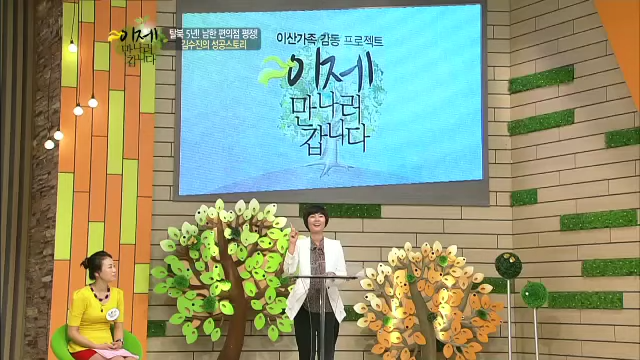 이제
만나러
갑니다
탈북 5년!! 남한 편의점 평정!
김수진의 성공스토리
이산가족 감동 프로젝트
이제
만나러
갑니다